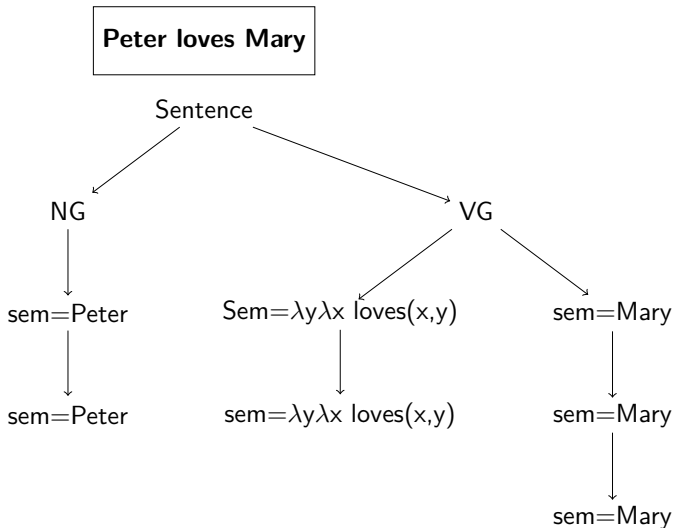 Peter loves Mary
Sentence
NG VG
sem=Peter Sem=λyλx loves(x,y) sem=Mary
sem=Peter sem=λyλx loves(x,y) sem=Mary
sem=Mary